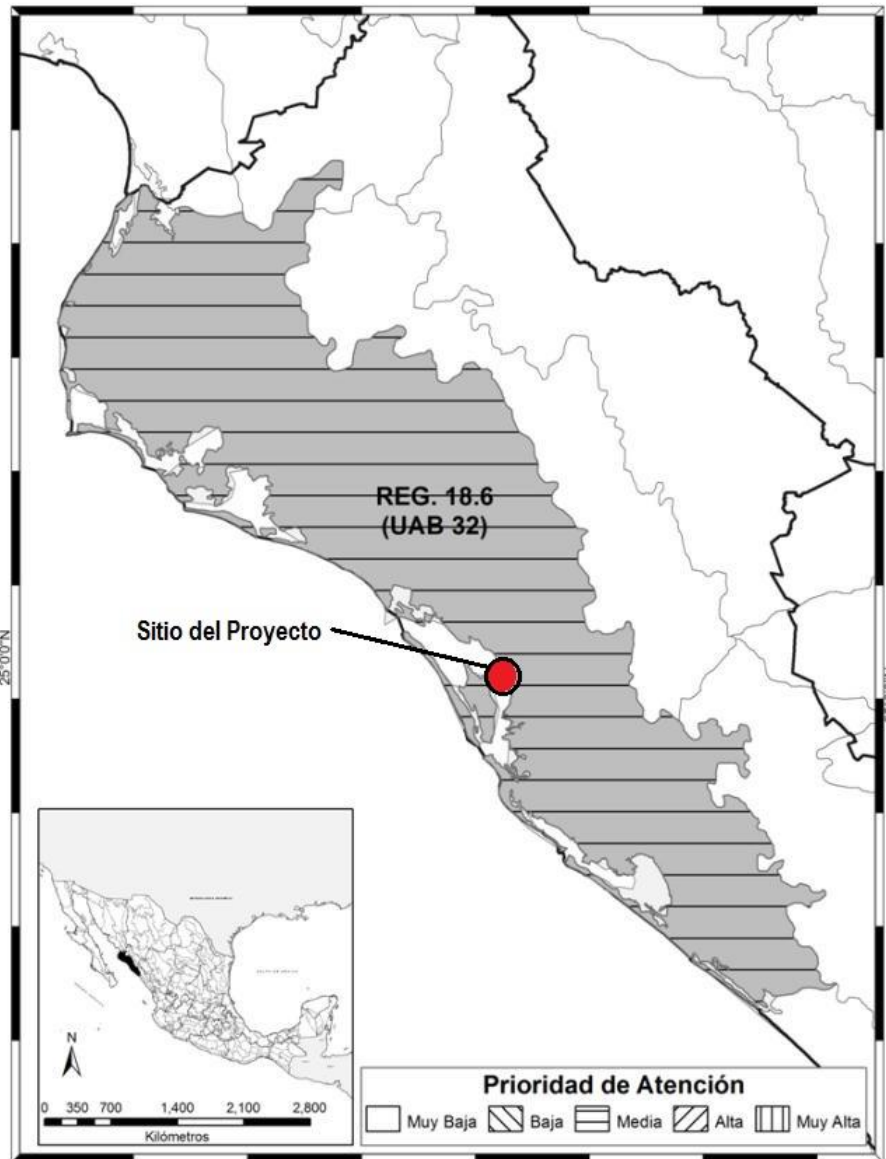 REG. 18.6
(UAB 32)
Sitio del Proyecto
25°0'0"N
N
0 350 700 1,400 2,100 2,800
Kilómetros
Prioridad de Atención
Muy Baja Baja Media Alta Muy Alta